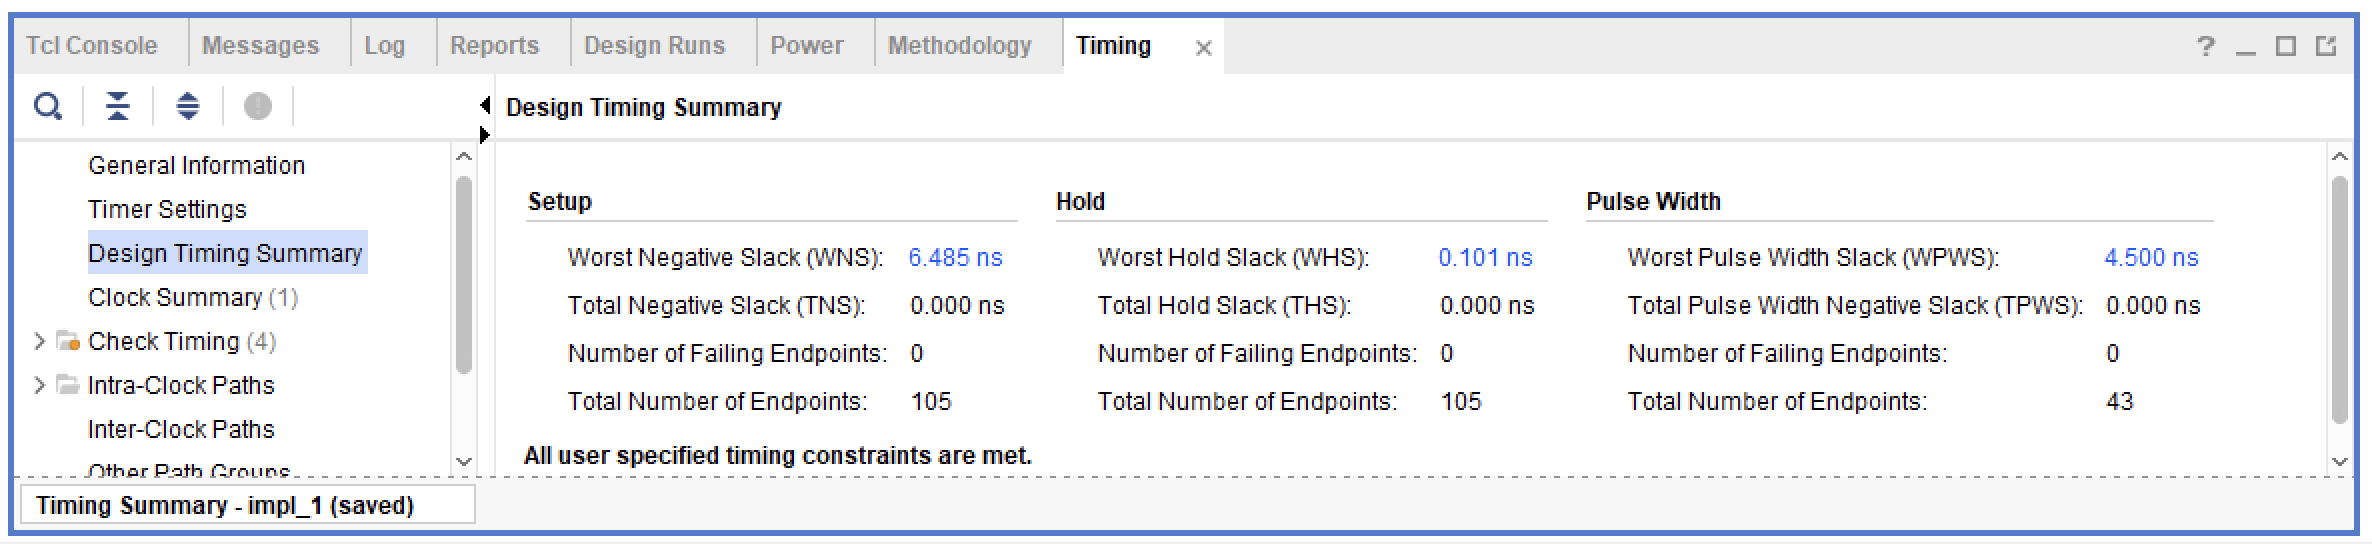 Tcl Console Messages Log Reports Design Runs Power Methodology Timing
Design Timing Summary
General Information
Timer Settings
Design Timing Summary
Clock Summary (1)
Check Timing (4)
Intra-Clock Paths
Inter-Clock Paths
Other Path Groups
Setup Hold Pulse Width
Worst Negative Slack (WNS): 6.485 ns Worst Hold Slack (WHS): 0.101 ns Worst Pulse Width Slack (WPWS): 4.500 ns
Total Negative Slack (TNS): 0.000 ns Total Hold Slack (THS): 0.000 ns Total Pulse Width Negative Slack (TPWS): 0.000 ns
Number of Failing Endpoints: 0 Number of Failing Endpoints: 0 Number of Failing Endpoints: 0
Total Number of Endpoints: 105 Total Number of Endpoints: 105 Total Number of Endpoints: 43
All user specified timing constraints are met.
Timing Summary - impl_1 (saved)